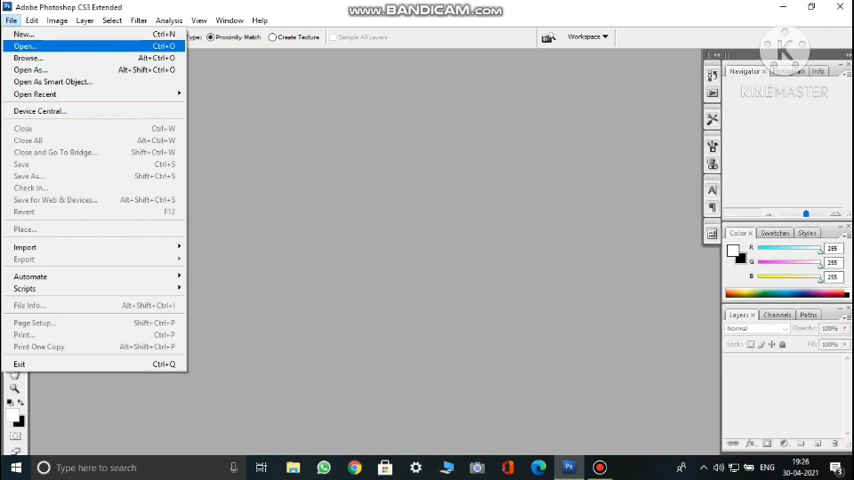 Adobe Photoshop CS3 Extended
www.BANDICAM.com
File Edit Image Layer Select Filter Analysis View Window Help
Type: Proximity Match Create Texture Sample All Layers Workspace
New... Ctrl+N
Open... Ctrl+O
Browse... Alt+Ctrl+O
Open As... Alt+Shift+Ctrl+O
Open As Smart Object...
Open Recent
Device Central...
Close Ctrl+W
Close All Alt+Ctrl+W
Close and Go To Bridge... Shift+Ctrl+W
Save Ctrl+S
Save As... Shift+Ctrl+S
Check In...
Save for Web & Devices... Alt+Shift+Ctrl+S
Revert F12
Place...
Import
Export
Automate
Scripts
File Info... Alt+Shift+Ctrl+I
Page Setup... Shift+Ctrl+P
Print... Ctrl+P
Print One Copy Alt+Shift+Ctrl+P
Exit Ctrl+Q
K
Navigator Histogram Info
KINEMASTER
Color Swatches Styles
R 255
G 255
B 255
Layers Channels Paths
Normal Opacity: 100%
Locks: Fill: 100%
Type here to search
Ps
ENG
19:26
30-04-2021